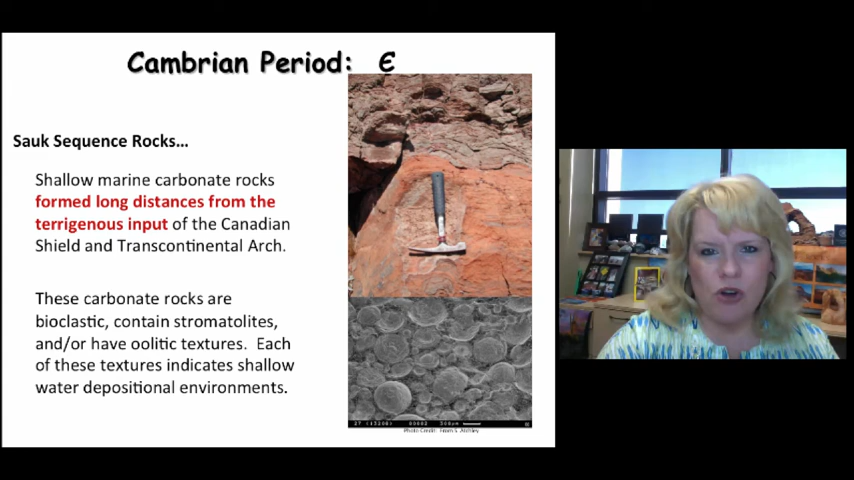 Cambrian Period: Є
Sauk Sequence Rocks...
Shallow marine carbonate rocks
formed long distances from the
terrigenous input of the Canadian
Shield and Transcontinental Arch.
These carbonate rocks are
bioclastic, contain stromatolites,
and/or have oolitic textures. Each
of these textures indicates shallow
water depositional environments.
Photo Credit: